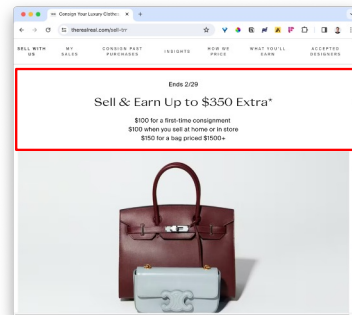 Consign Your Luxury Clothes,
therealreal.com/sell-hv
SELL WITH US
MY SALES
CONSIGN PAST PURCHASES
INSIGHTS
HOW WE PRICE
WHAT YOU'LL EARN
ACCEPTED DESIGNERS
Ends 2/29
Sell & Earn Up to $350 Extra*
$100 for a first-time consignment
$100 when you sell at home or in store
$150 for a bag priced $1500+